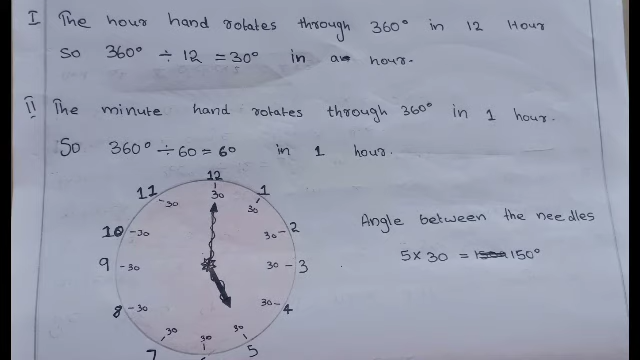 I The hour hand rotates through 360° in 12 Hour
So 360° ÷ 12 = 30° in a hour.
II The minute hand rotates through 360° in 1 hour.
So 360° ÷ 60 = 6° in 1 hour.
12
30
11 30
30 1
10 30
30 2
9 30
30 3
8 30
30 4
7 30
30
30 5
Angle between the needles
5 × 30 = 150°